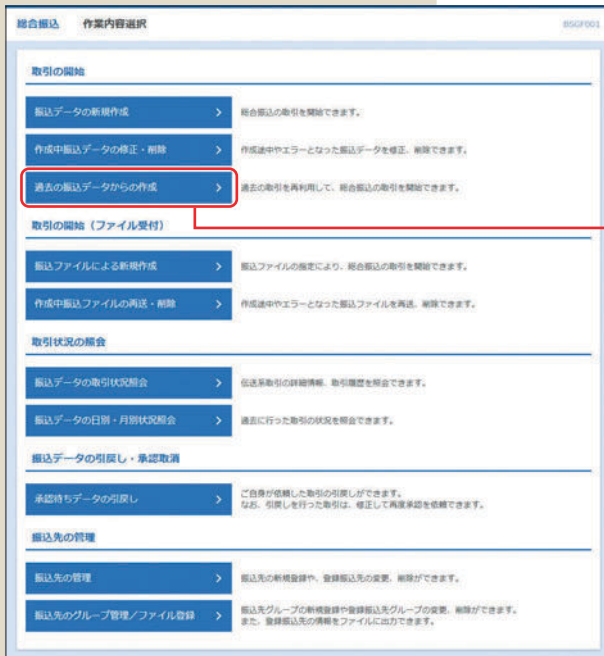 総合振込 作業内容選択 BSGF001
取引の開始
振込データの新規作成 総合振込の取引を開始できます。
作成中振込データの修正・削除 作成途中やエラーとなった振込データを修正、削除できます。
過去の振込データからの作成 過去の取引を再利用して、総合振込の取引を開始できます。
取引の開始（ファイル受付）
振込ファイルによる新規作成 振込ファイルの指定により、総合振込の取引を開始できます。
作成中振込ファイルの再送・削除 作成途中やエラーとなった振込ファイルを再送、削除できます。
取引状況の照会
振込データの取引状況照会 伝送系取引の詳細情報、取引履歴を照会できます。
振込データの日別・月別状況照会 過去に行った取引の状況を照会できます。
振込データの引戻し・承認取消
承認待ちデータの引戻し ご自身が依頼した取引の引戻しができます。
なお、引戻しを行った取引は、修正して再度承認を依頼できます。
振込先の管理
振込先の管理 振込先の新規登録や、登録振込先の変更、削除ができます。
振込先のグループ管理／ファイル登録 振込先グループの新規登録や登録振込先グループの変更、削除ができます。
また、登録振込先の情報をファイルに出力できます。